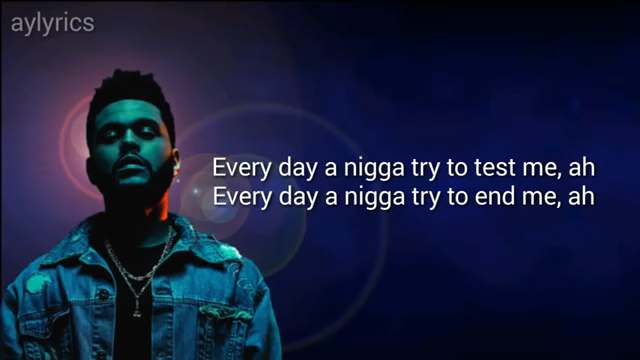 aylyrics
Every day a nigga try to test me, ah
Every day a nigga try to end me, ah